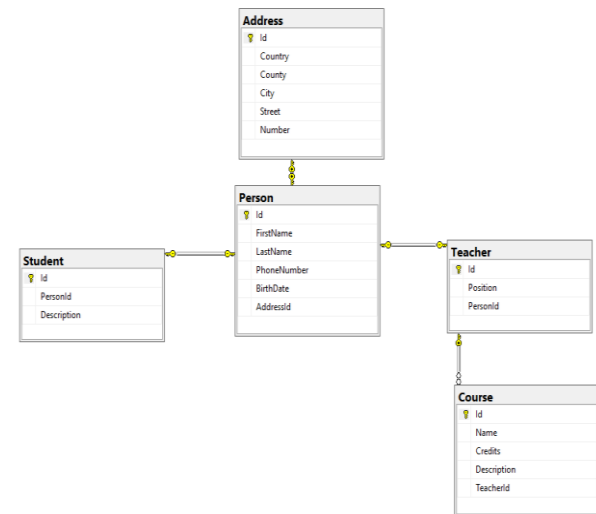 Address
Id
Country
County
City
Street
Number
Person
Id
FirstName
LastName
PhoneNumber
BirthDate
AddressId
Student
Id
PersonId
Description
Teacher
Id
Position
PersonId
Course
Id
Name
Credits
Description
TeacherId